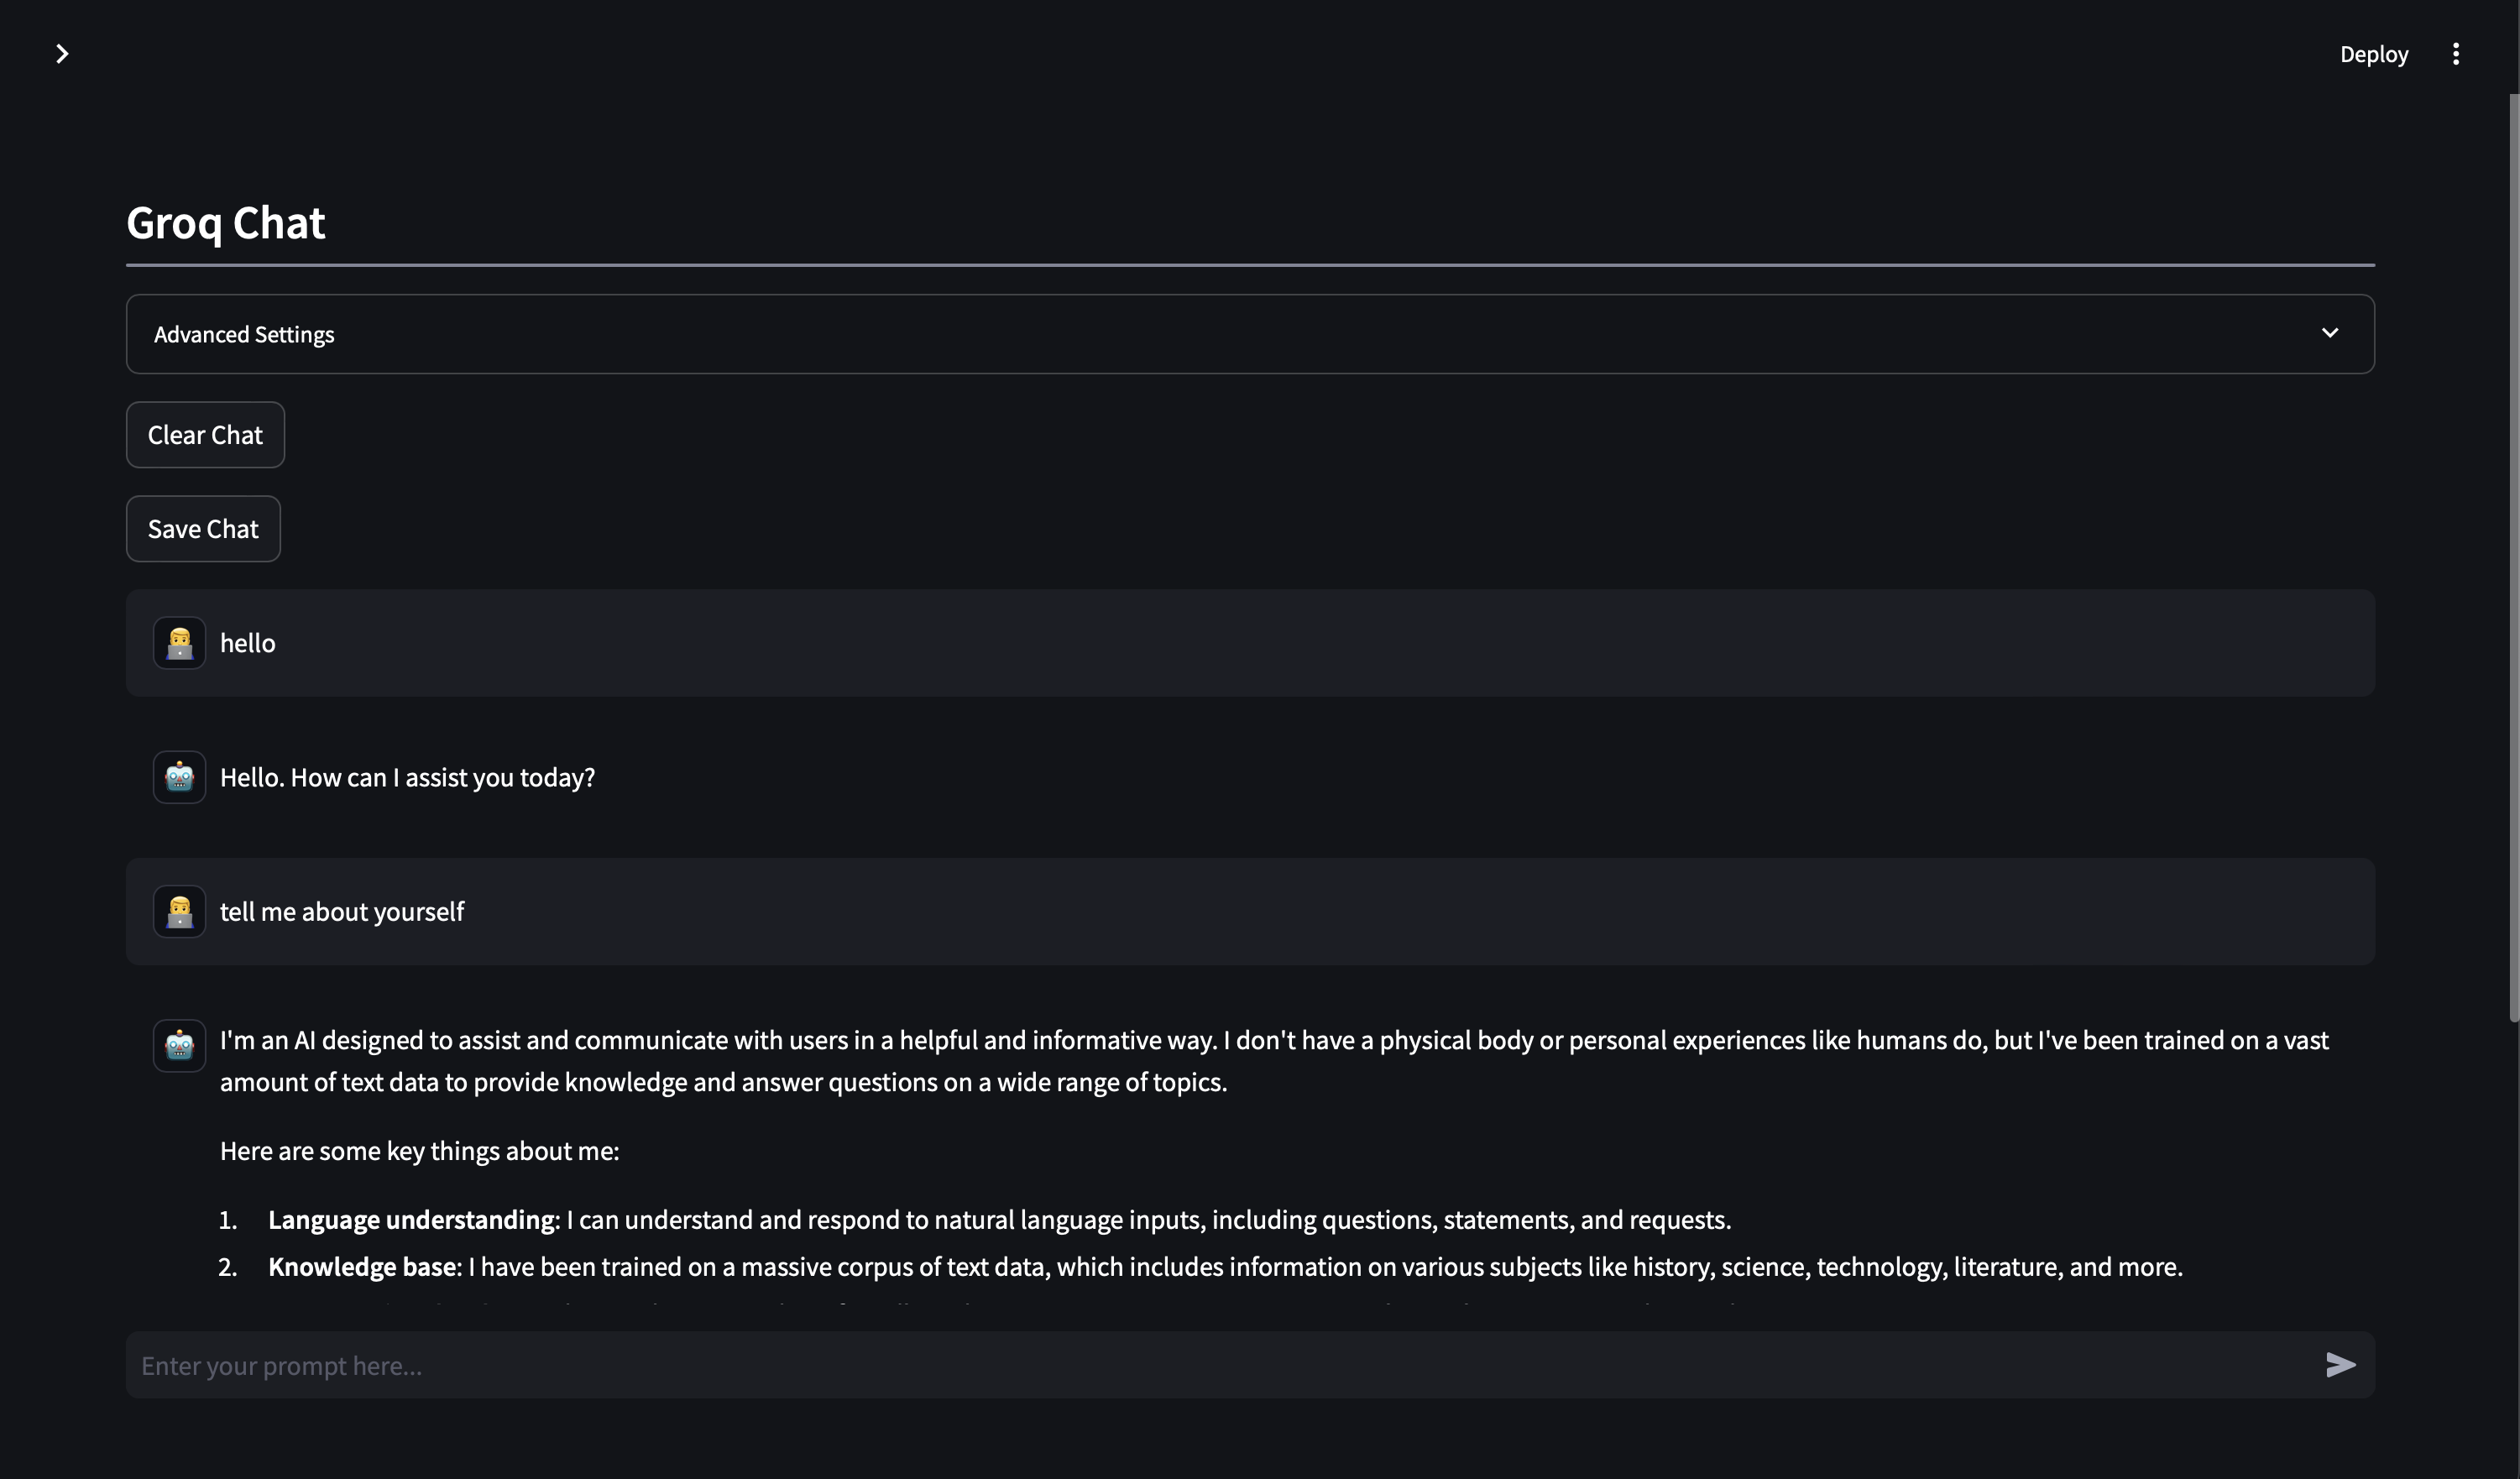 Deploy
Groq Chat
Advanced Settings
Clear Chat
Save Chat
hello
Hello. How can I assist you today?
tell me about yourself
I'm an AI designed to assist and communicate with users in a helpful and informative way. I don't have a physical body or personal experiences like humans do, but I've been trained on a vast
amount of text data to provide knowledge and answer questions on a wide range of topics.
Here are some key things about me:
1. Language understanding: I can understand and respond to natural language inputs, including questions, statements, and requests.
2. Knowledge base: I have been trained on a massive corpus of text data, which includes information on various subjects like history, science, technology, literature, and more.
Enter your prompt here...